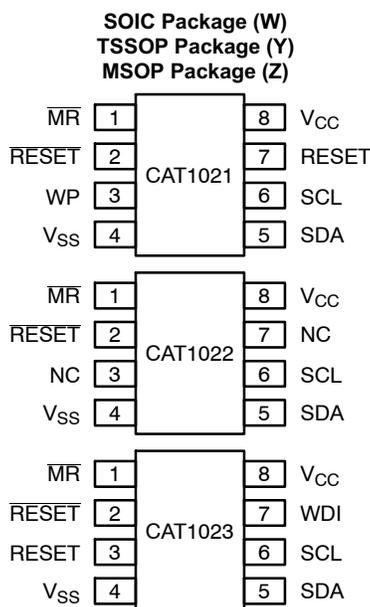 SOIC Package (W)
TSSOP Package (Y)
MSOP Package (Z)
MR 1 CAT1021 8 VCC
RESET 2 7 RESET
WP 3 6 SCL
VSS 4 5 SDA
MR 1 CAT1022 8 VCC
RESET 2 7 NC
NC 3 6 SCL
VSS 4 5 SDA
MR 1 CAT1023 8 VCC
RESET 2 7 WDI
RESET 3 6 SCL
VSS 4 5 SDA